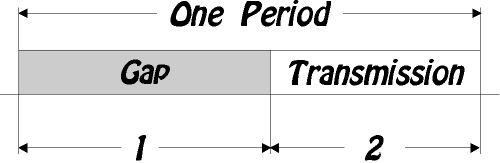 One Period
Gap Transmission
1 2